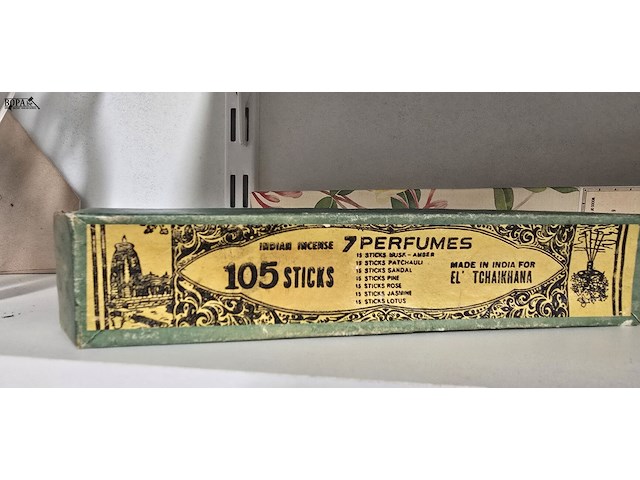 BDPA
INDIAN INCENSE 7 PERFUMES
105 STICKS
15 STICKS MUSK - AMBER
15 STICKS PATCHAULI
15 STICKS SANDAL
15 STICKS PINE
15 STICKS ROSE
15 STICKS JASMINE
15 STICKS LOTUS
MADE IN INDIA FOR
EL' TCHAIKHANA